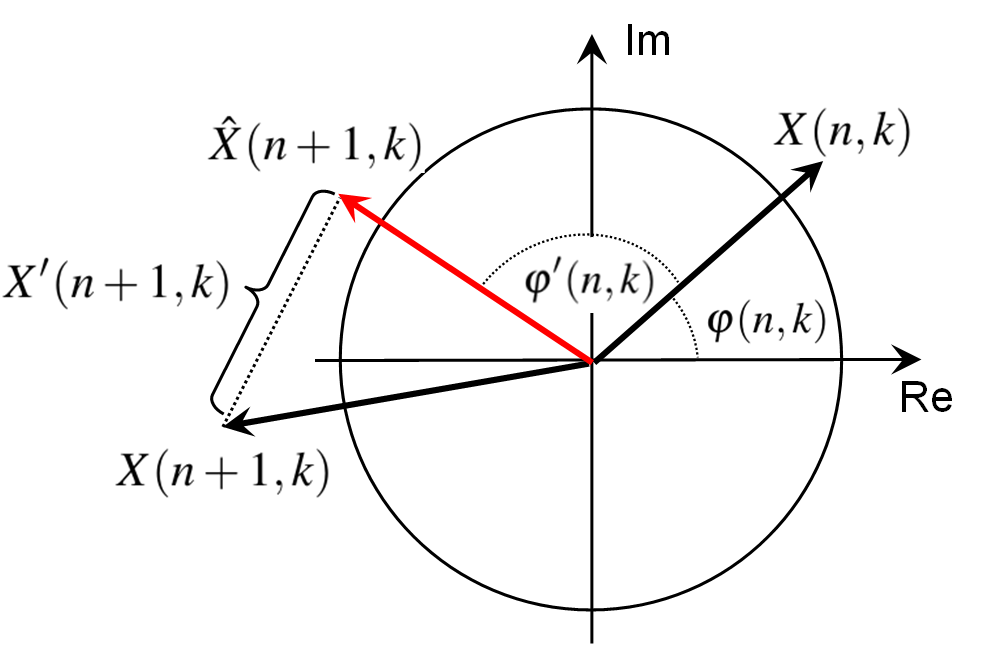 Im
X(n,k)
X̂(n+1,k)
X′(n+1,k)
φ′(n,k)
φ(n,k)
Re
X(n+1,k)